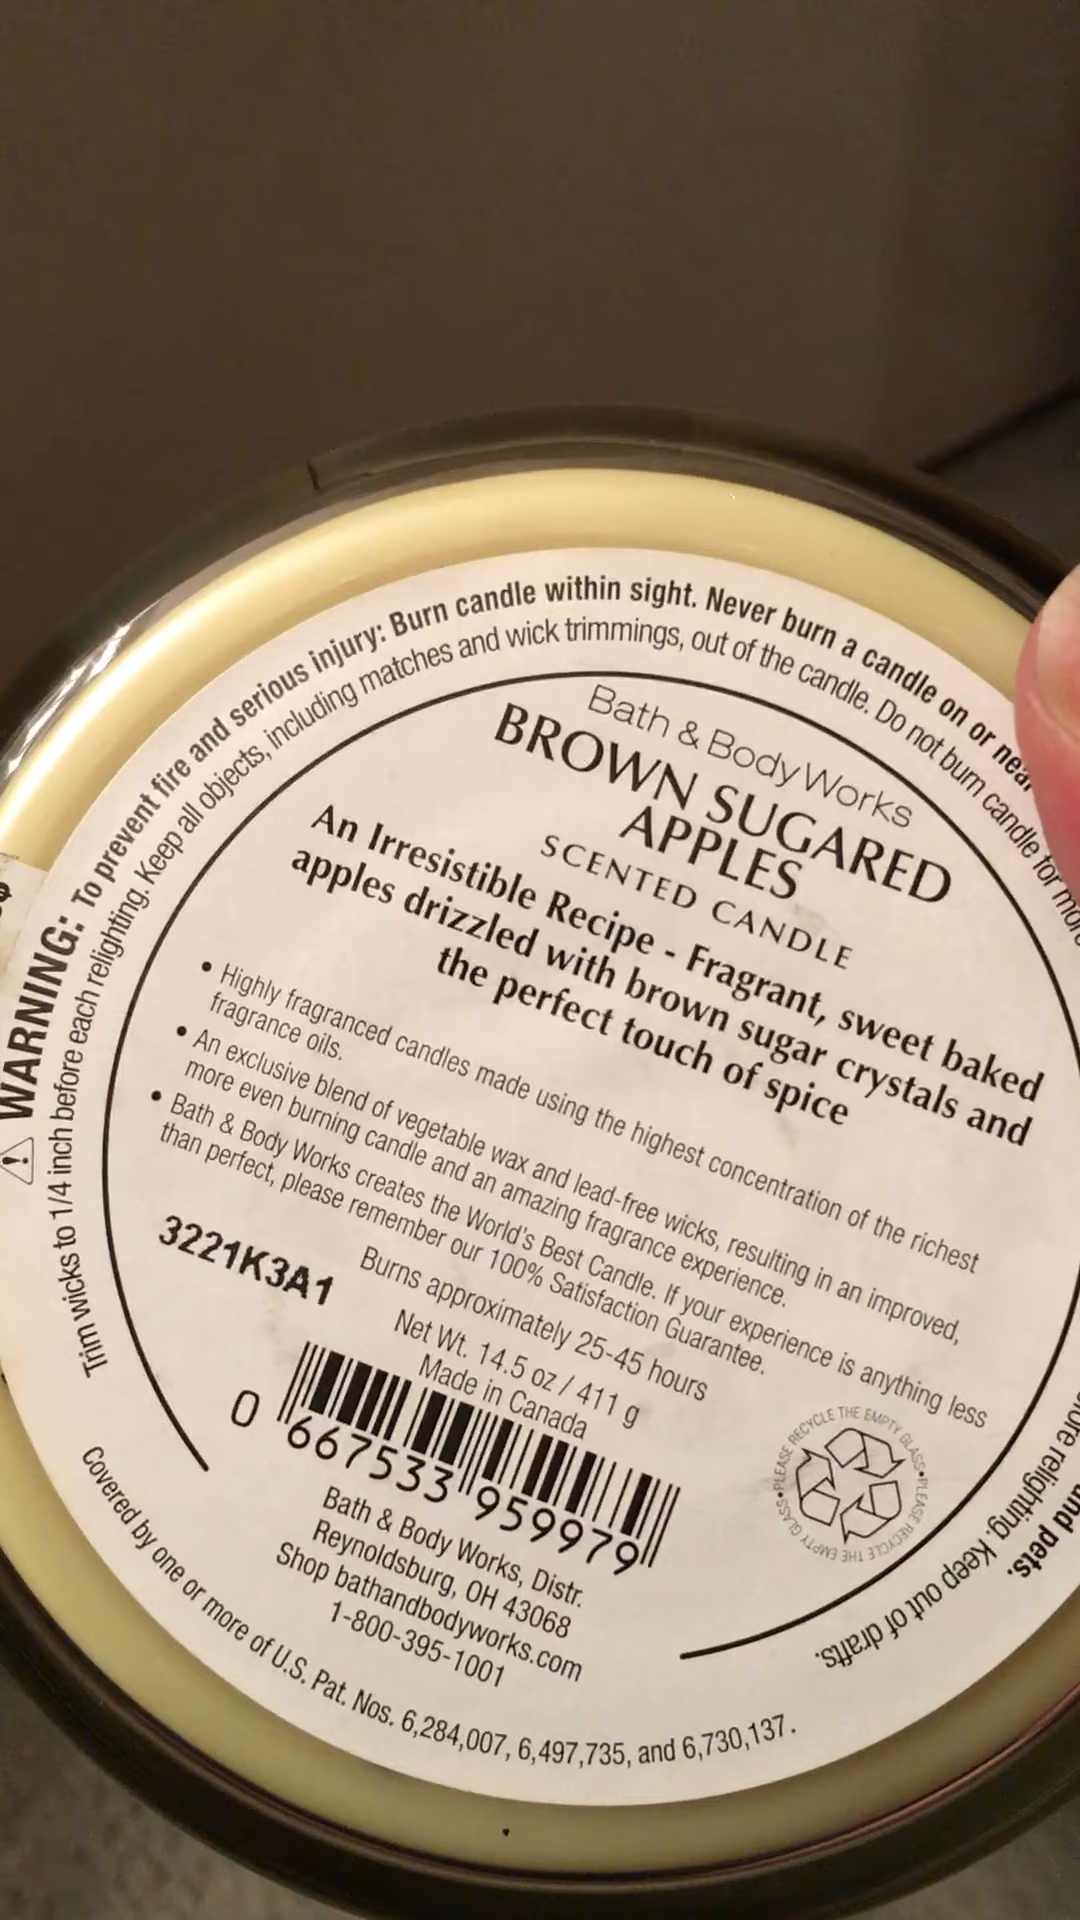 ⚠ WARNING: To prevent fire and serious injury: Burn candle within sight. Never burn a candle on or near
and pets.
Trim wicks to 1/4 inch before each relighting. Keep all objects, including matches and wick trimmings, out of the candle. Do not burn candle for more
relighting. Keep out of drafts.
Bath & Body Works
BROWN SUGARED
APPLES
SCENTED CANDLE
An Irresistible Recipe - Fragrant, sweet baked
apples drizzled with brown sugar crystals and
the perfect touch of spice
• Highly fragranced candles made using the highest concentration of the richest
fragrance oils.
• An exclusive blend of vegetable wax and lead-free wicks, resulting in an improved,
more even burning candle and an amazing fragrance experience.
• Bath & Body Works creates the World's Best Candle. If your experience is anything less
than perfect, please remember our 100% Satisfaction Guarantee.
3221K3A1
Burns approximately 25-45 hours
Net Wt. 14.5 oz / 411 g
Made in Canada
0 667533 959979
PLEASE RECYCLE THE EMPTY GLASS • PLEASE RECYCLE THE EMPTY GLASS •
Bath & Body Works, Distr.
Reynoldsburg, OH 43068
Shop bathandbodyworks.com
1-800-395-1001
Covered by one or more of U.S. Pat. Nos. 6,284,007, 6,497,735, and 6,730,137.